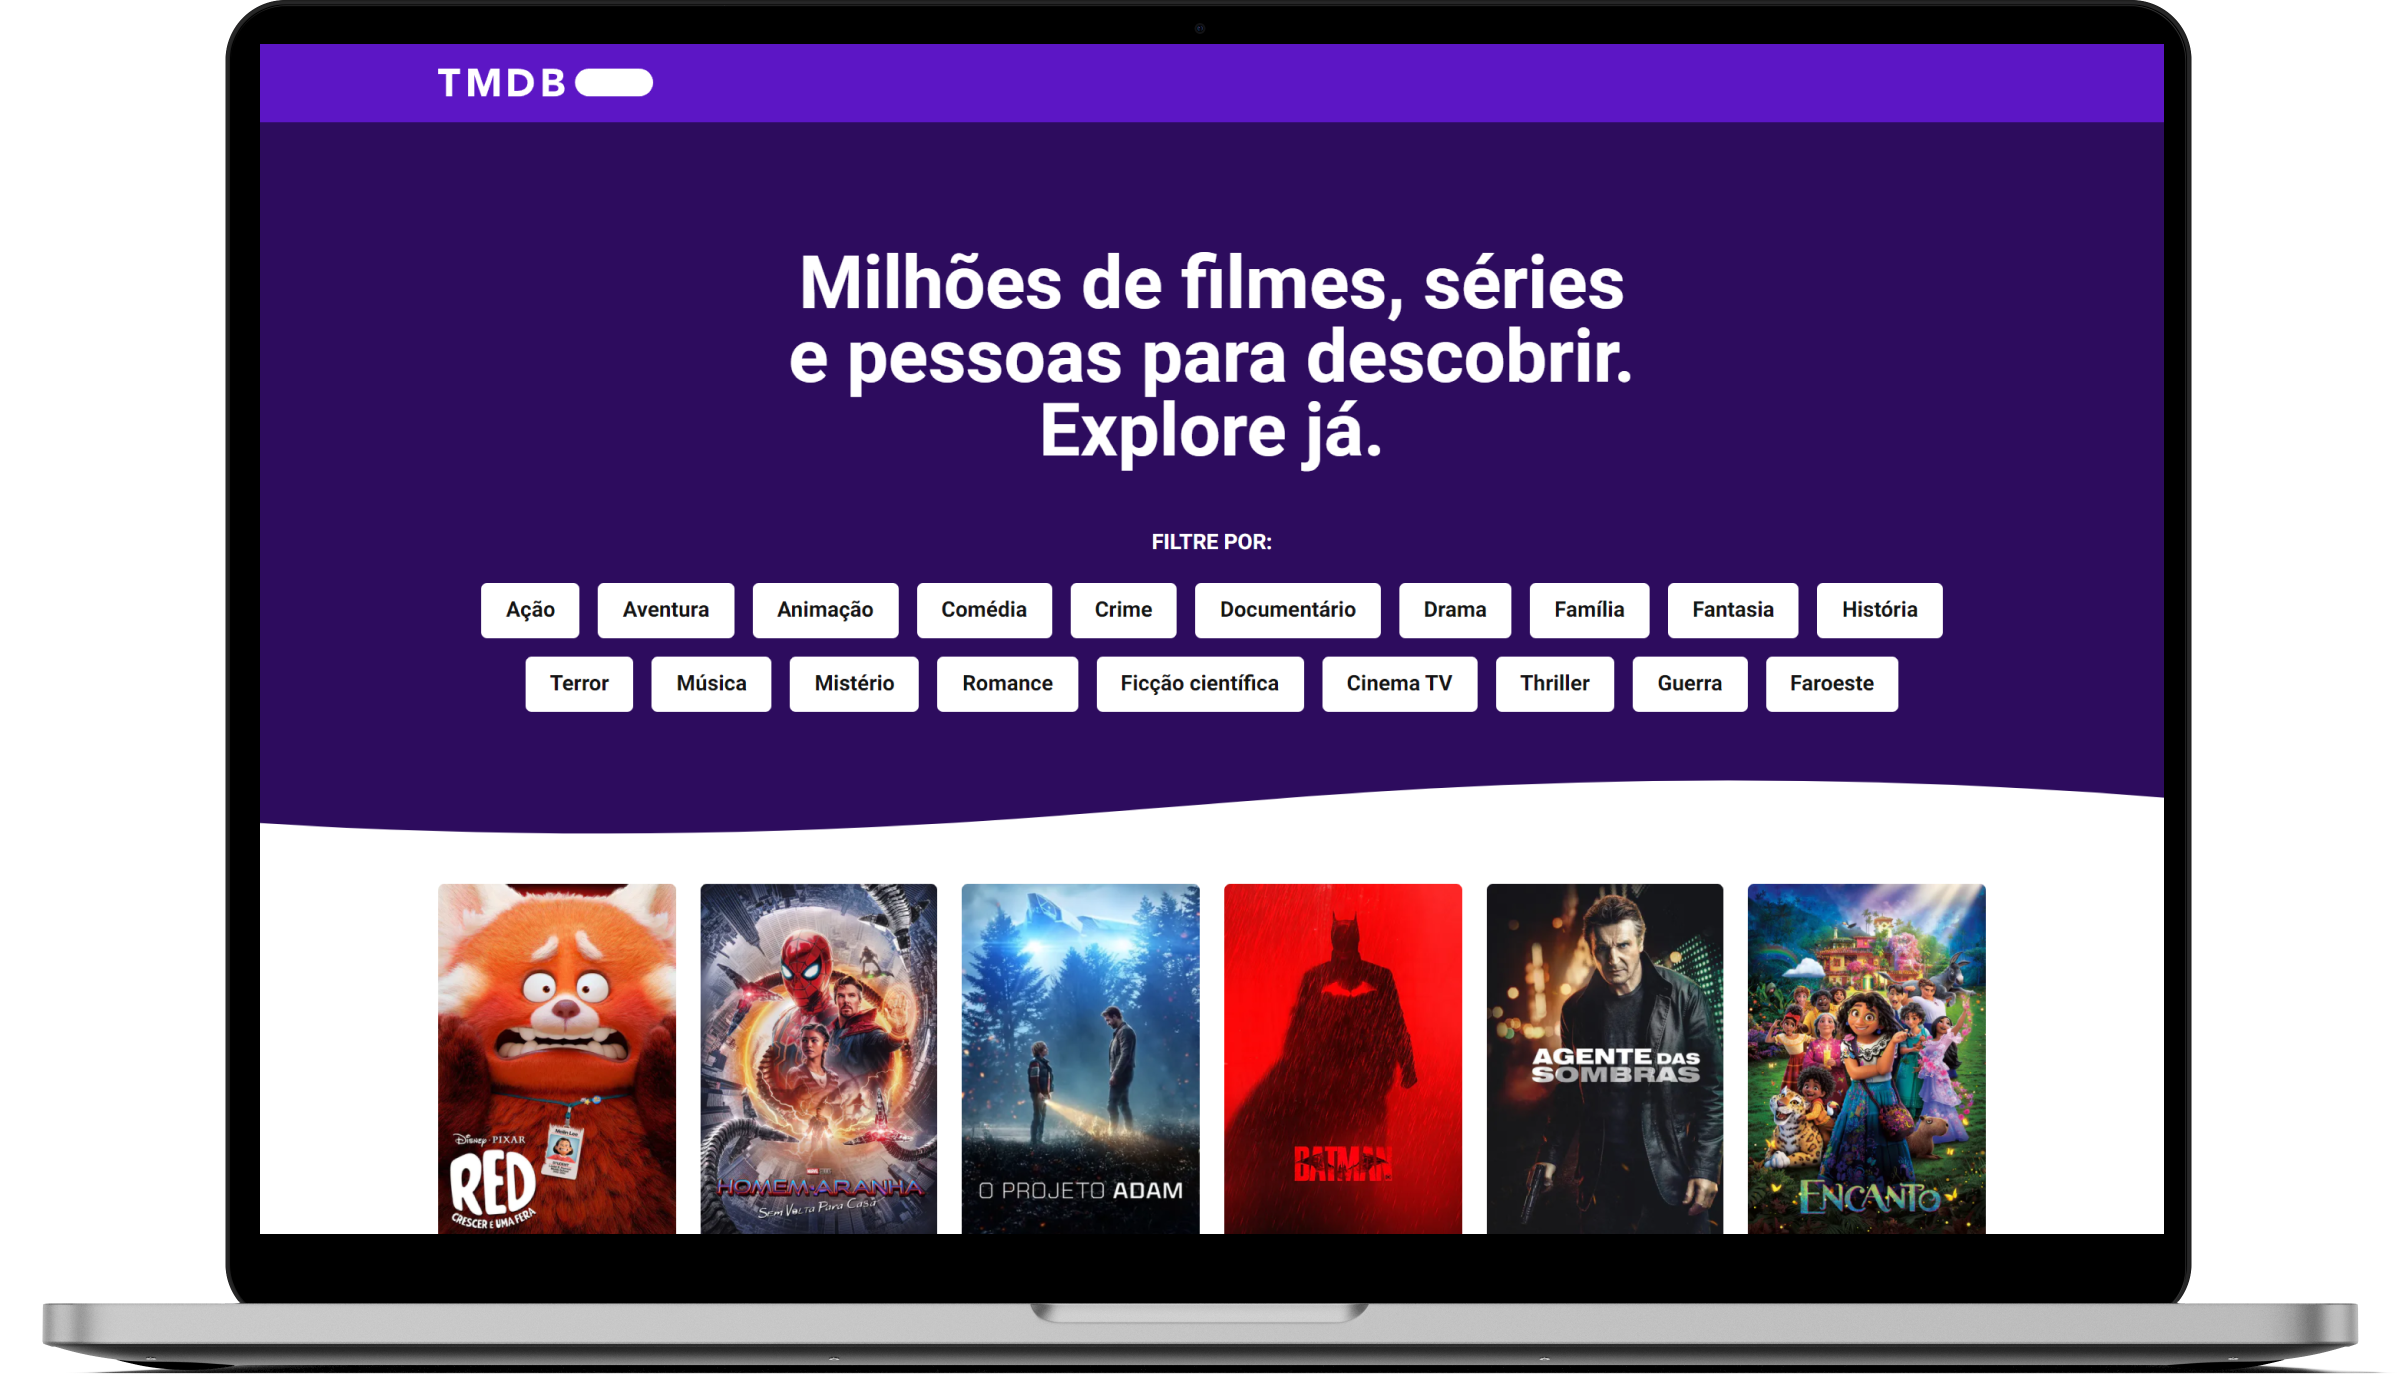 TMDB
Milhões de filmes, séries
e pessoas para descobrir.
Explore já.
FILTRE POR:
Ação Aventura Animação Comédia Crime Documentário Drama Família Fantasia História
Terror Música Mistério Romance Ficção científica Cinema TV Thriller Guerra Faroeste
Disney · PIXAR
RED
CRESCER É UMA FERA
HOMEM-ARANHA
SEM VOLTA PARA CASA
O PROJETO ADAM
BATMAN
AGENTE DAS
SOMBRAS
ENCANTO